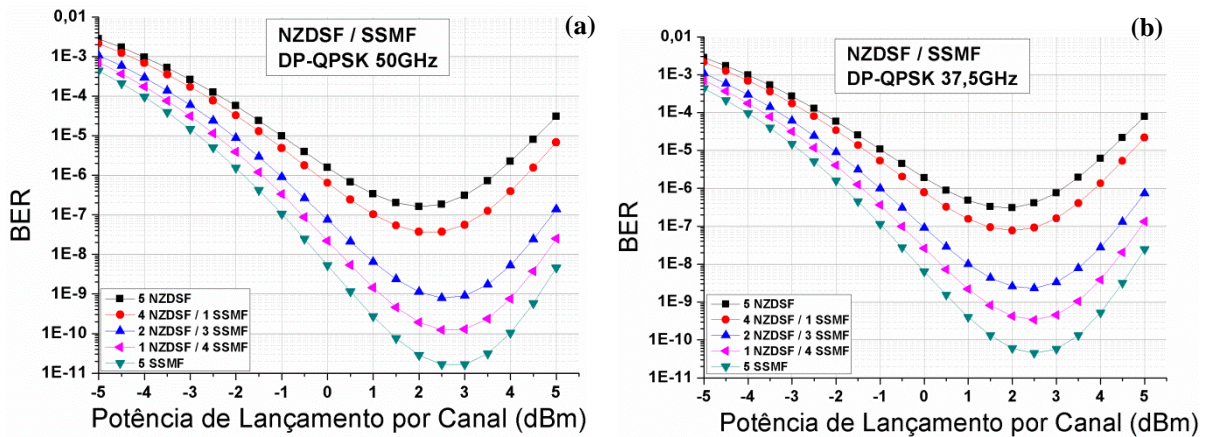 (a)
NZDSF / SSMF
DP-QPSK 50GHz
BER
0,01
1E-3
1E-4
1E-5
1E-6
1E-7
1E-8
1E-9
1E-10
1E-11
5 NZDSF
4 NZDSF / 1 SSMF
2 NZDSF / 3 SSMF
1 NZDSF / 4 SSMF
5 SSMF
-5 -4 -3 -2 -1 0 1 2 3 4 5
Potência de Lançamento por Canal (dBm)
(b)
NZDSF / SSMF
DP-QPSK 37,5GHz
BER
0,01
1E-3
1E-4
1E-5
1E-6
1E-7
1E-8
1E-9
1E-10
1E-11
5 NZDSF
4 NZDSF / 1 SSMF
2 NZDSF / 3 SSMF
1 NZDSF / 4 SSMF
5 SSMF
-5 -4 -3 -2 -1 0 1 2 3 4 5
Potência de Lançamento por Canal (dBm)